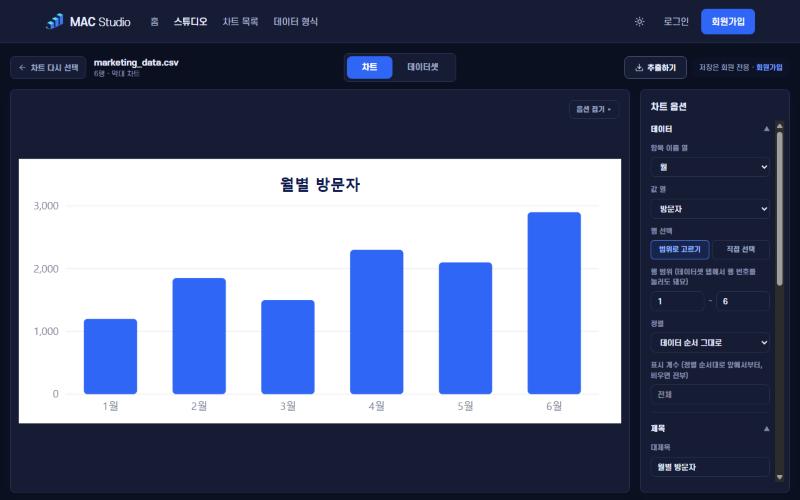 MAC Studio
홈
스튜디오
차트 목록
데이터 형식
로그인
회원가입
← 차트 다시 선택
marketing_data.csv
6행 · 막대 차트
차트
데이터셋
추출하기
저장은 회원 전용 · 회원가입
옵션 접기
월별 방문자
3,000
2,000
1,000
0
1월
2월
3월
4월
5월
6월
차트 옵션
데이터
항목 이름 열
월
값 열
방문자
행 선택
범위로 고르기
직접 선택
행 범위 (데이터셋 탭에서 행 번호를
눌러도 돼요)
1
~
6
정렬
데이터 순서 그대로
표시 개수 (정렬 순서대로 앞에서부터,
비우면 전부)
전체
제목
대제목
월별 방문자